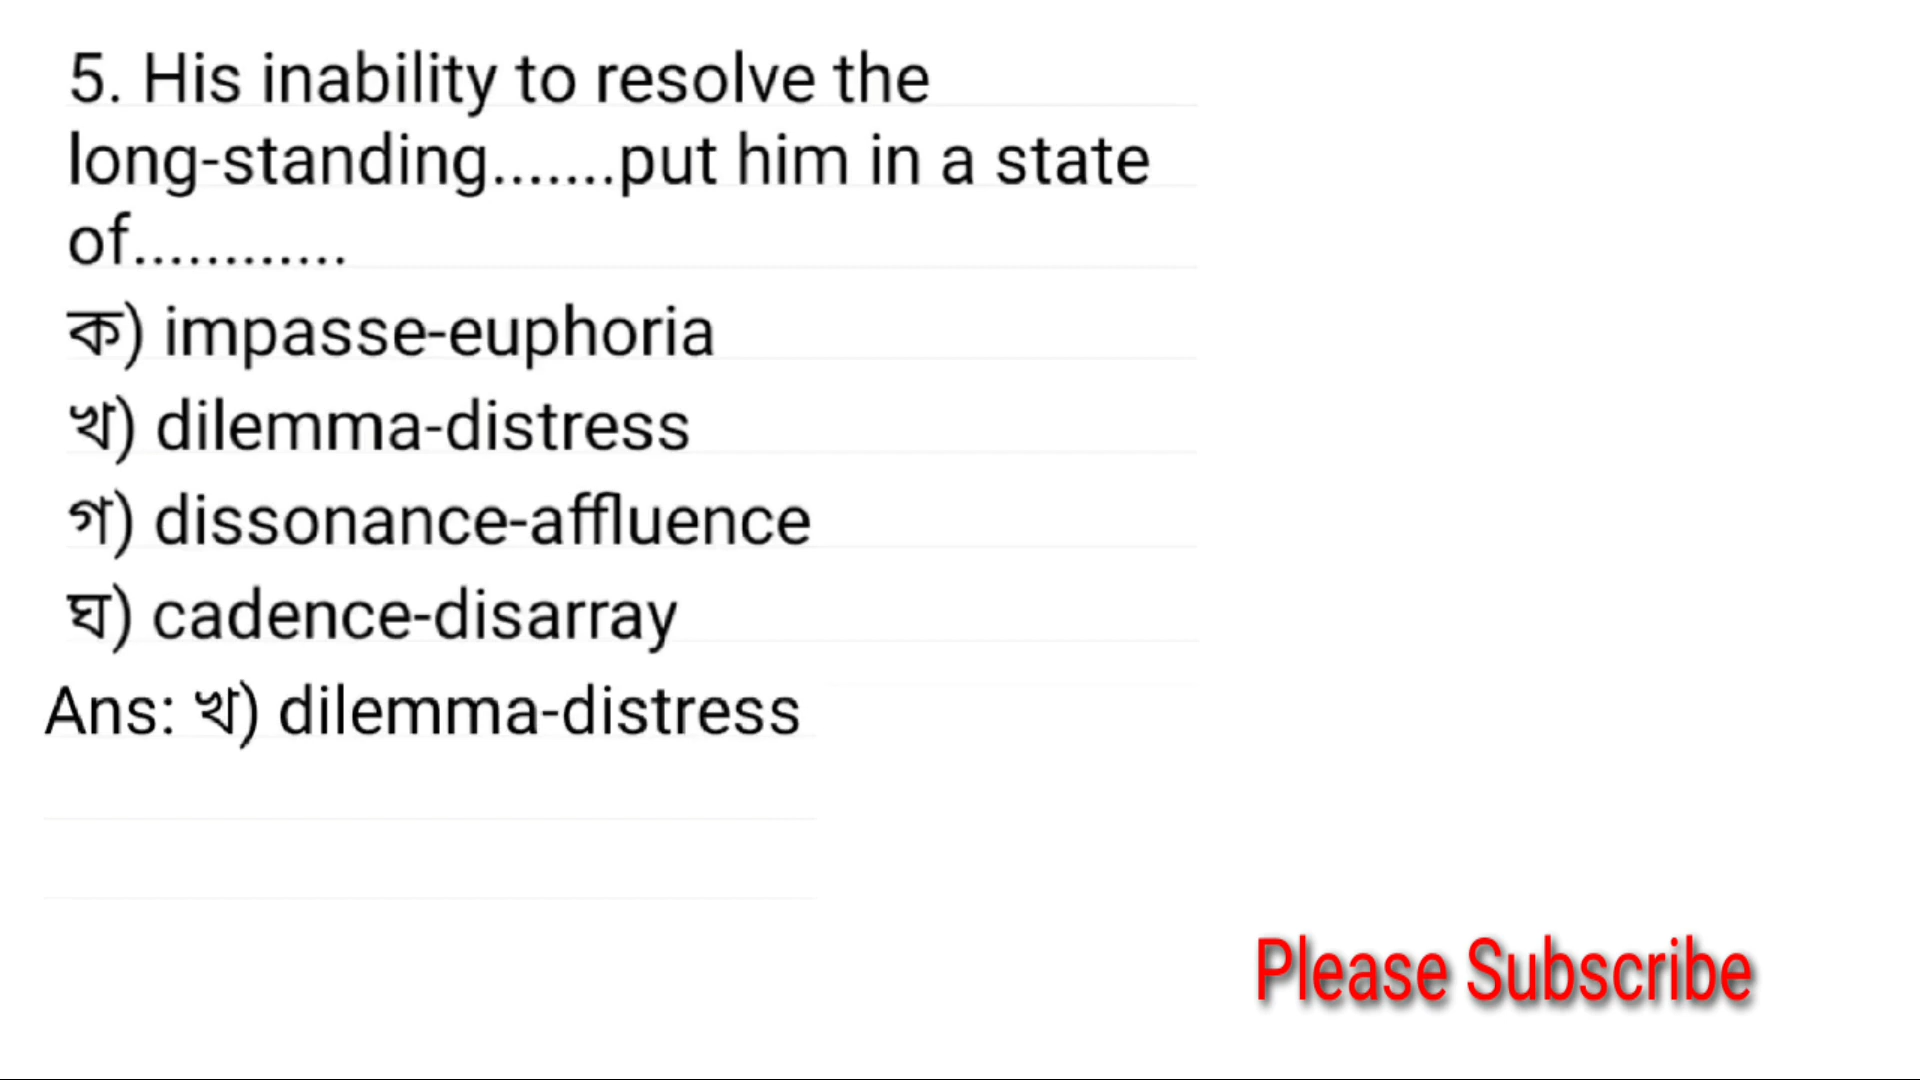 5. His inability to resolve the
long-standing.......put him in a state
of............
ক) impasse-euphoria
খ) dilemma-distress
গ) dissonance-affluence
ঘ) cadence-disarray
Ans: খ) dilemma-distress
Please Subscribe